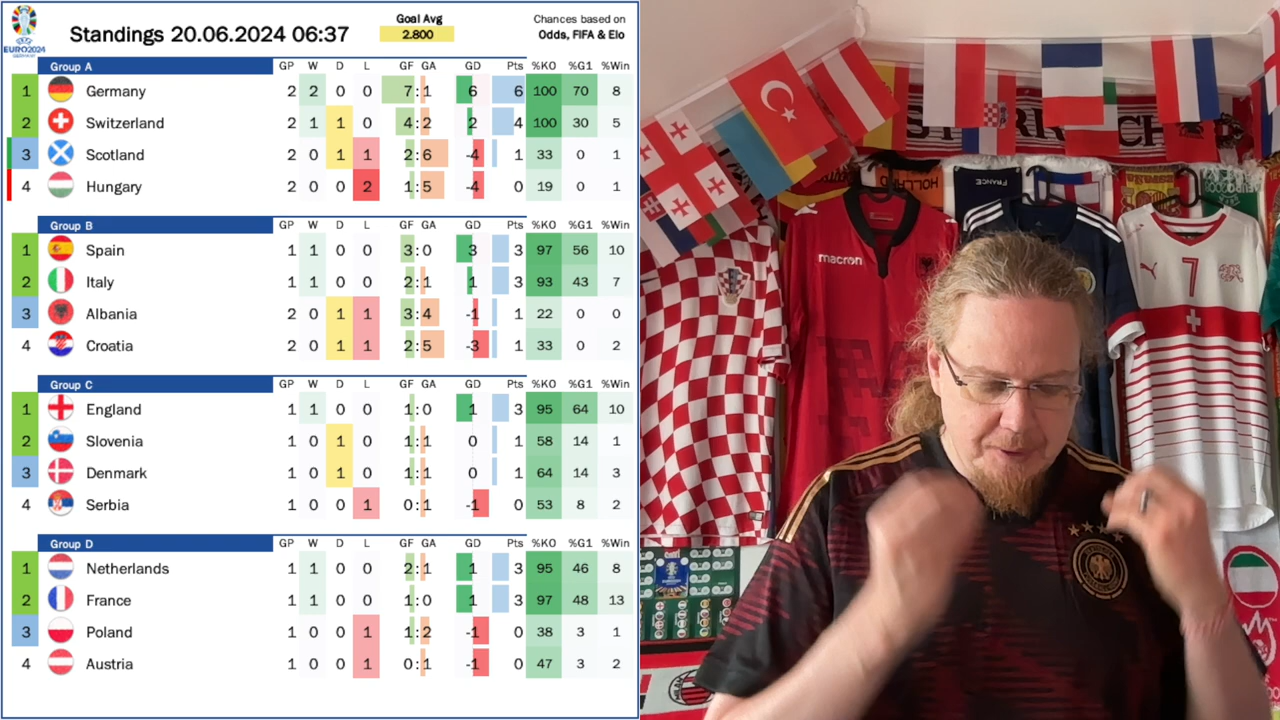 UEFA
EURO2024
GERMANY
Standings 20.06.2024 06:37
Goal Avg
2.800
Chances based on
Odds, FIFA & Elo
Group A GP W D L GF GA GD Pts %KO %G1 %Win
1 Germany 2 2 0 0 7:1 6 6 100 70 8
2 Switzerland 2 1 1 0 4:2 2 4 100 30 5
3 Scotland 2 0 1 1 2:6 -4 1 33 0 1
4 Hungary 2 0 0 2 1:5 -4 0 19 0 1
Group B GP W D L GF GA GD Pts %KO %G1 %Win
1 Spain 1 1 0 0 3:0 3 3 97 56 10
2 Italy 1 1 0 0 2:1 1 3 93 43 7
3 Albania 2 0 1 1 3:4 -1 1 22 0 0
4 Croatia 2 0 1 1 2:5 -3 1 33 0 2
Group C GP W D L GF GA GD Pts %KO %G1 %Win
1 England 1 1 0 0 1:0 1 3 95 64 10
2 Slovenia 1 0 1 0 1:1 0 1 58 14 1
3 Denmark 1 0 1 0 1:1 0 1 64 14 3
4 Serbia 1 0 0 1 0:1 -1 0 53 8 2
Group D GP W D L GF GA GD Pts %KO %G1 %Win
1 Netherlands 1 1 0 0 2:1 1 3 95 46 8
2 France 1 1 0 0 1:0 1 3 97 48 13
3 Poland 1 0 0 1 1:2 -1 0 38 3 1
4 Austria 1 0 0 1 0:1 -1 0 47 3 2
HOLLAND
FRANCE
macron
7
MILAN